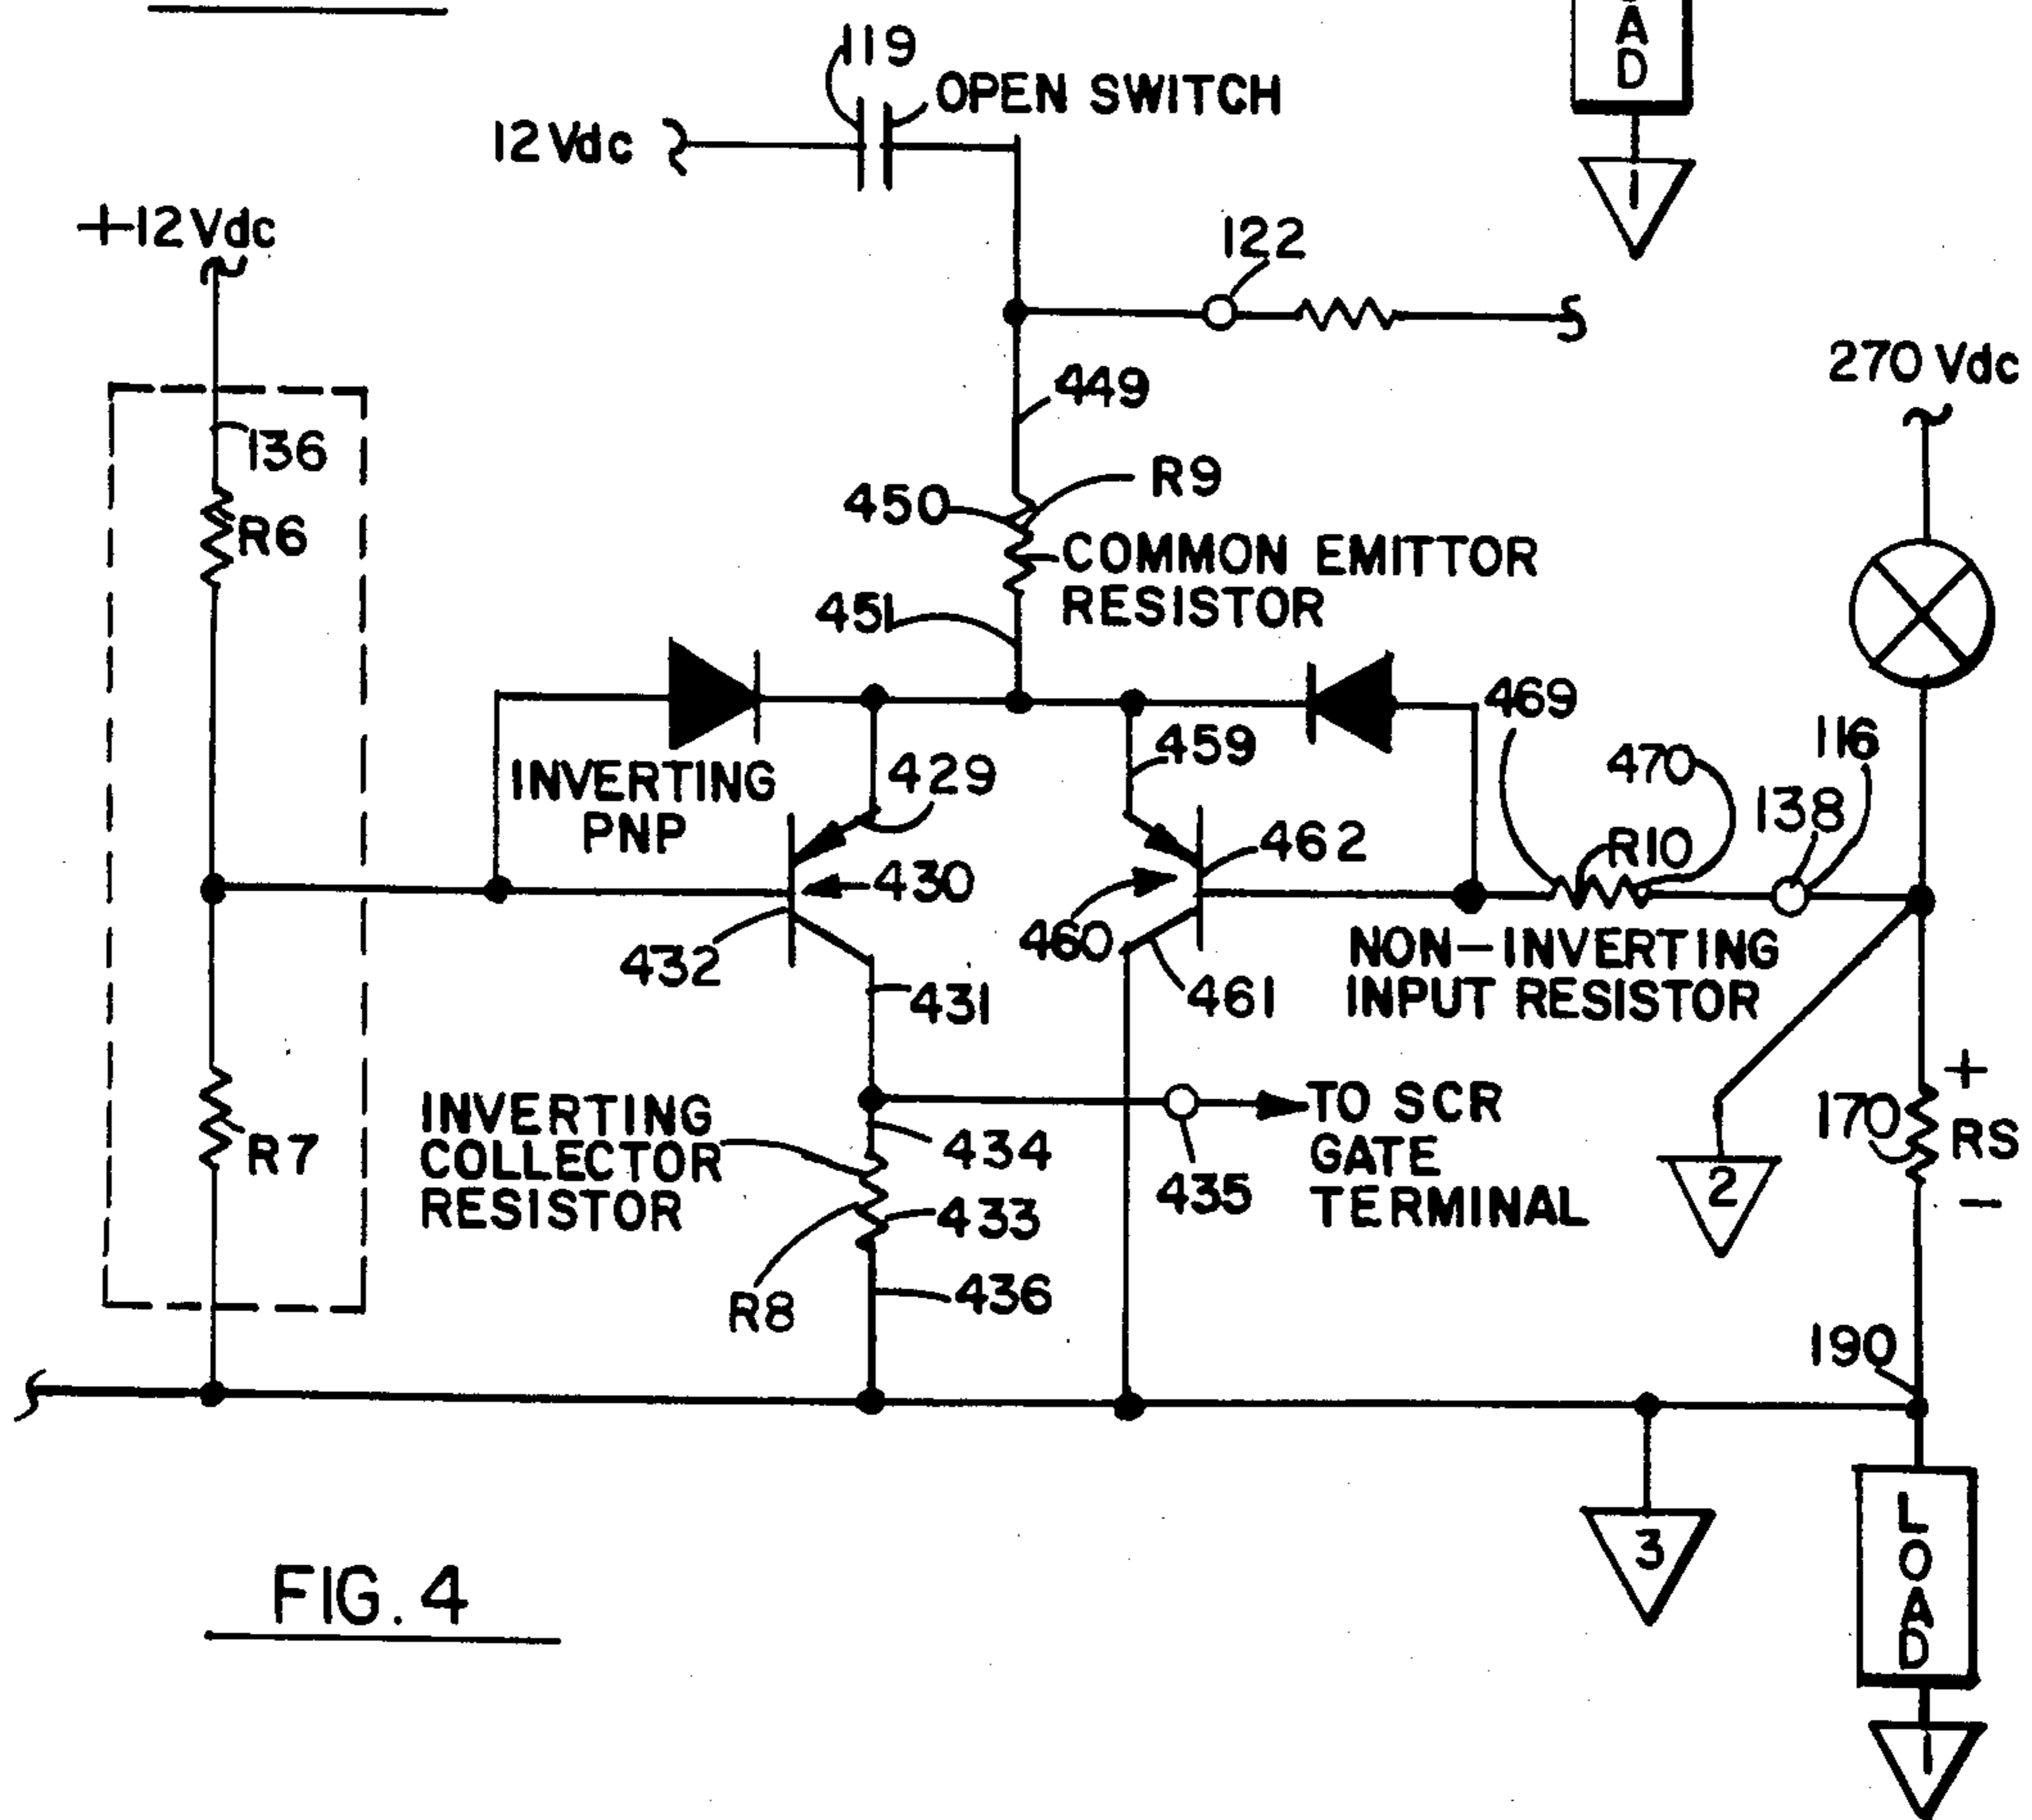 A
D
1
119
OPEN SWITCH
12 Vdc
+12 Vdc
122
270 Vdc
449
136
450
R9
R6
COMMON EMITTOR
RESISTOR
451
469
459
116
470
138
INVERTING
PNP
429
R10
462
430
432
460
461
NON-INVERTING
INPUT RESISTOR
431
+
170
RS
-
INVERTING
COLLECTOR
RESISTOR
TO SCR
GATE
TERMINAL
434
435
R7
2
433
436
R8
190
3
LOAD
FIG. 4
1